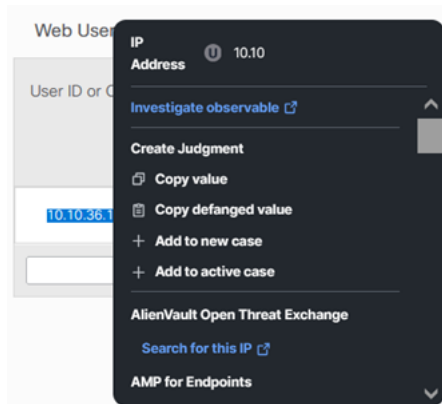 Web User
IP
Address
U 10.10
User ID or
Investigate observable
Create Judgment
Copy value
10.10.36.1
Copy defanged value
Add to new case
Add to active case
AlienVault Open Threat Exchange
Search for this IP
AMP for Endpoints